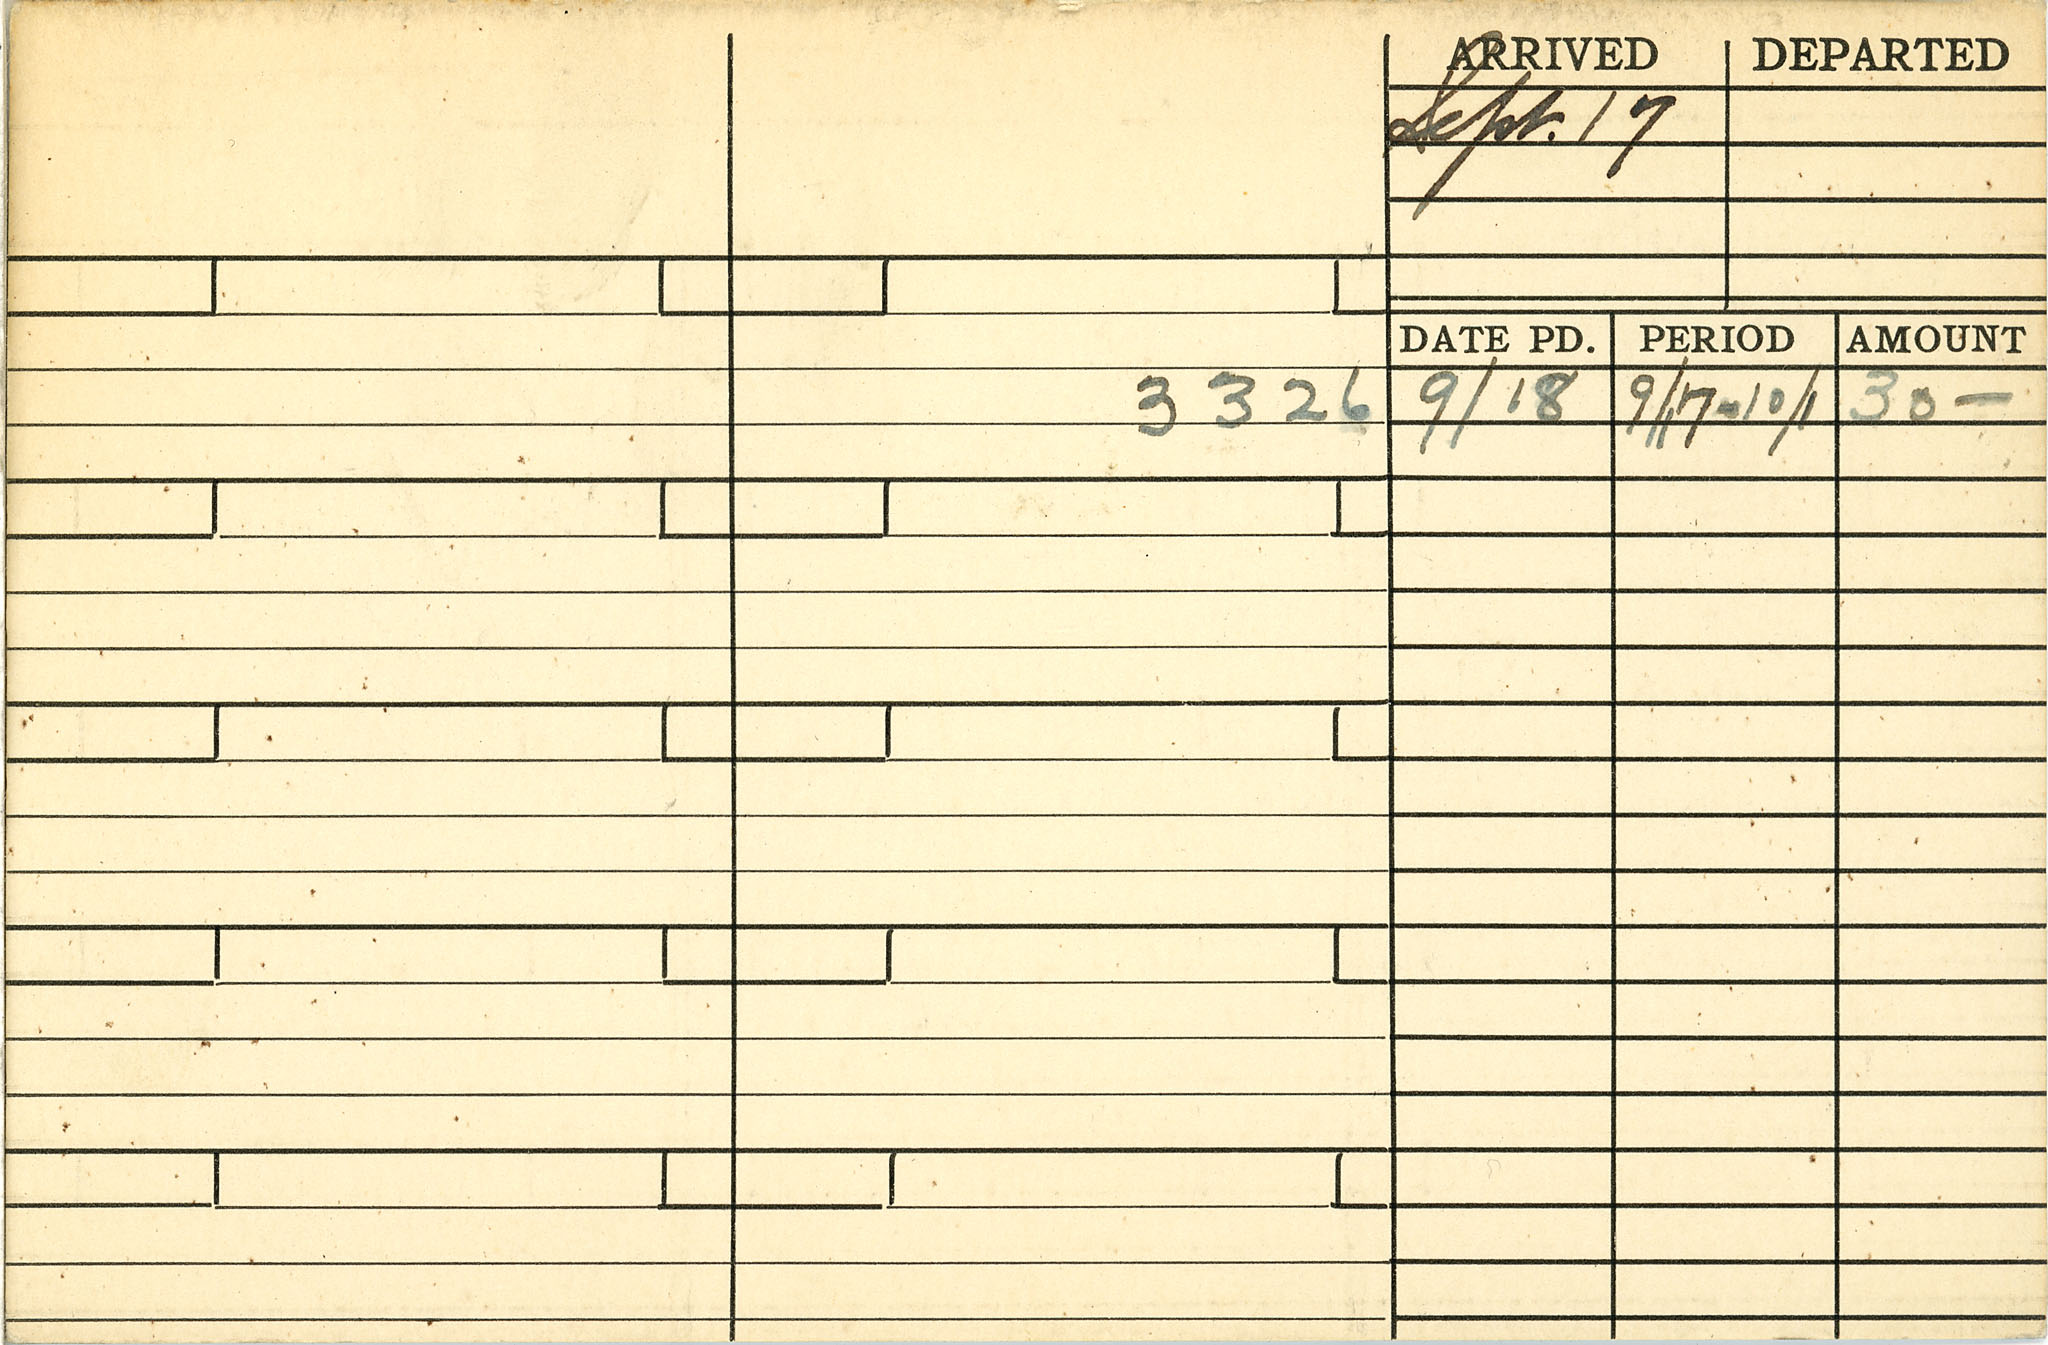 ARRIVED DEPARTED
Sept. 17
DATE PD. PERIOD AMOUNT
3326 9/18 9/17-10/1 30-